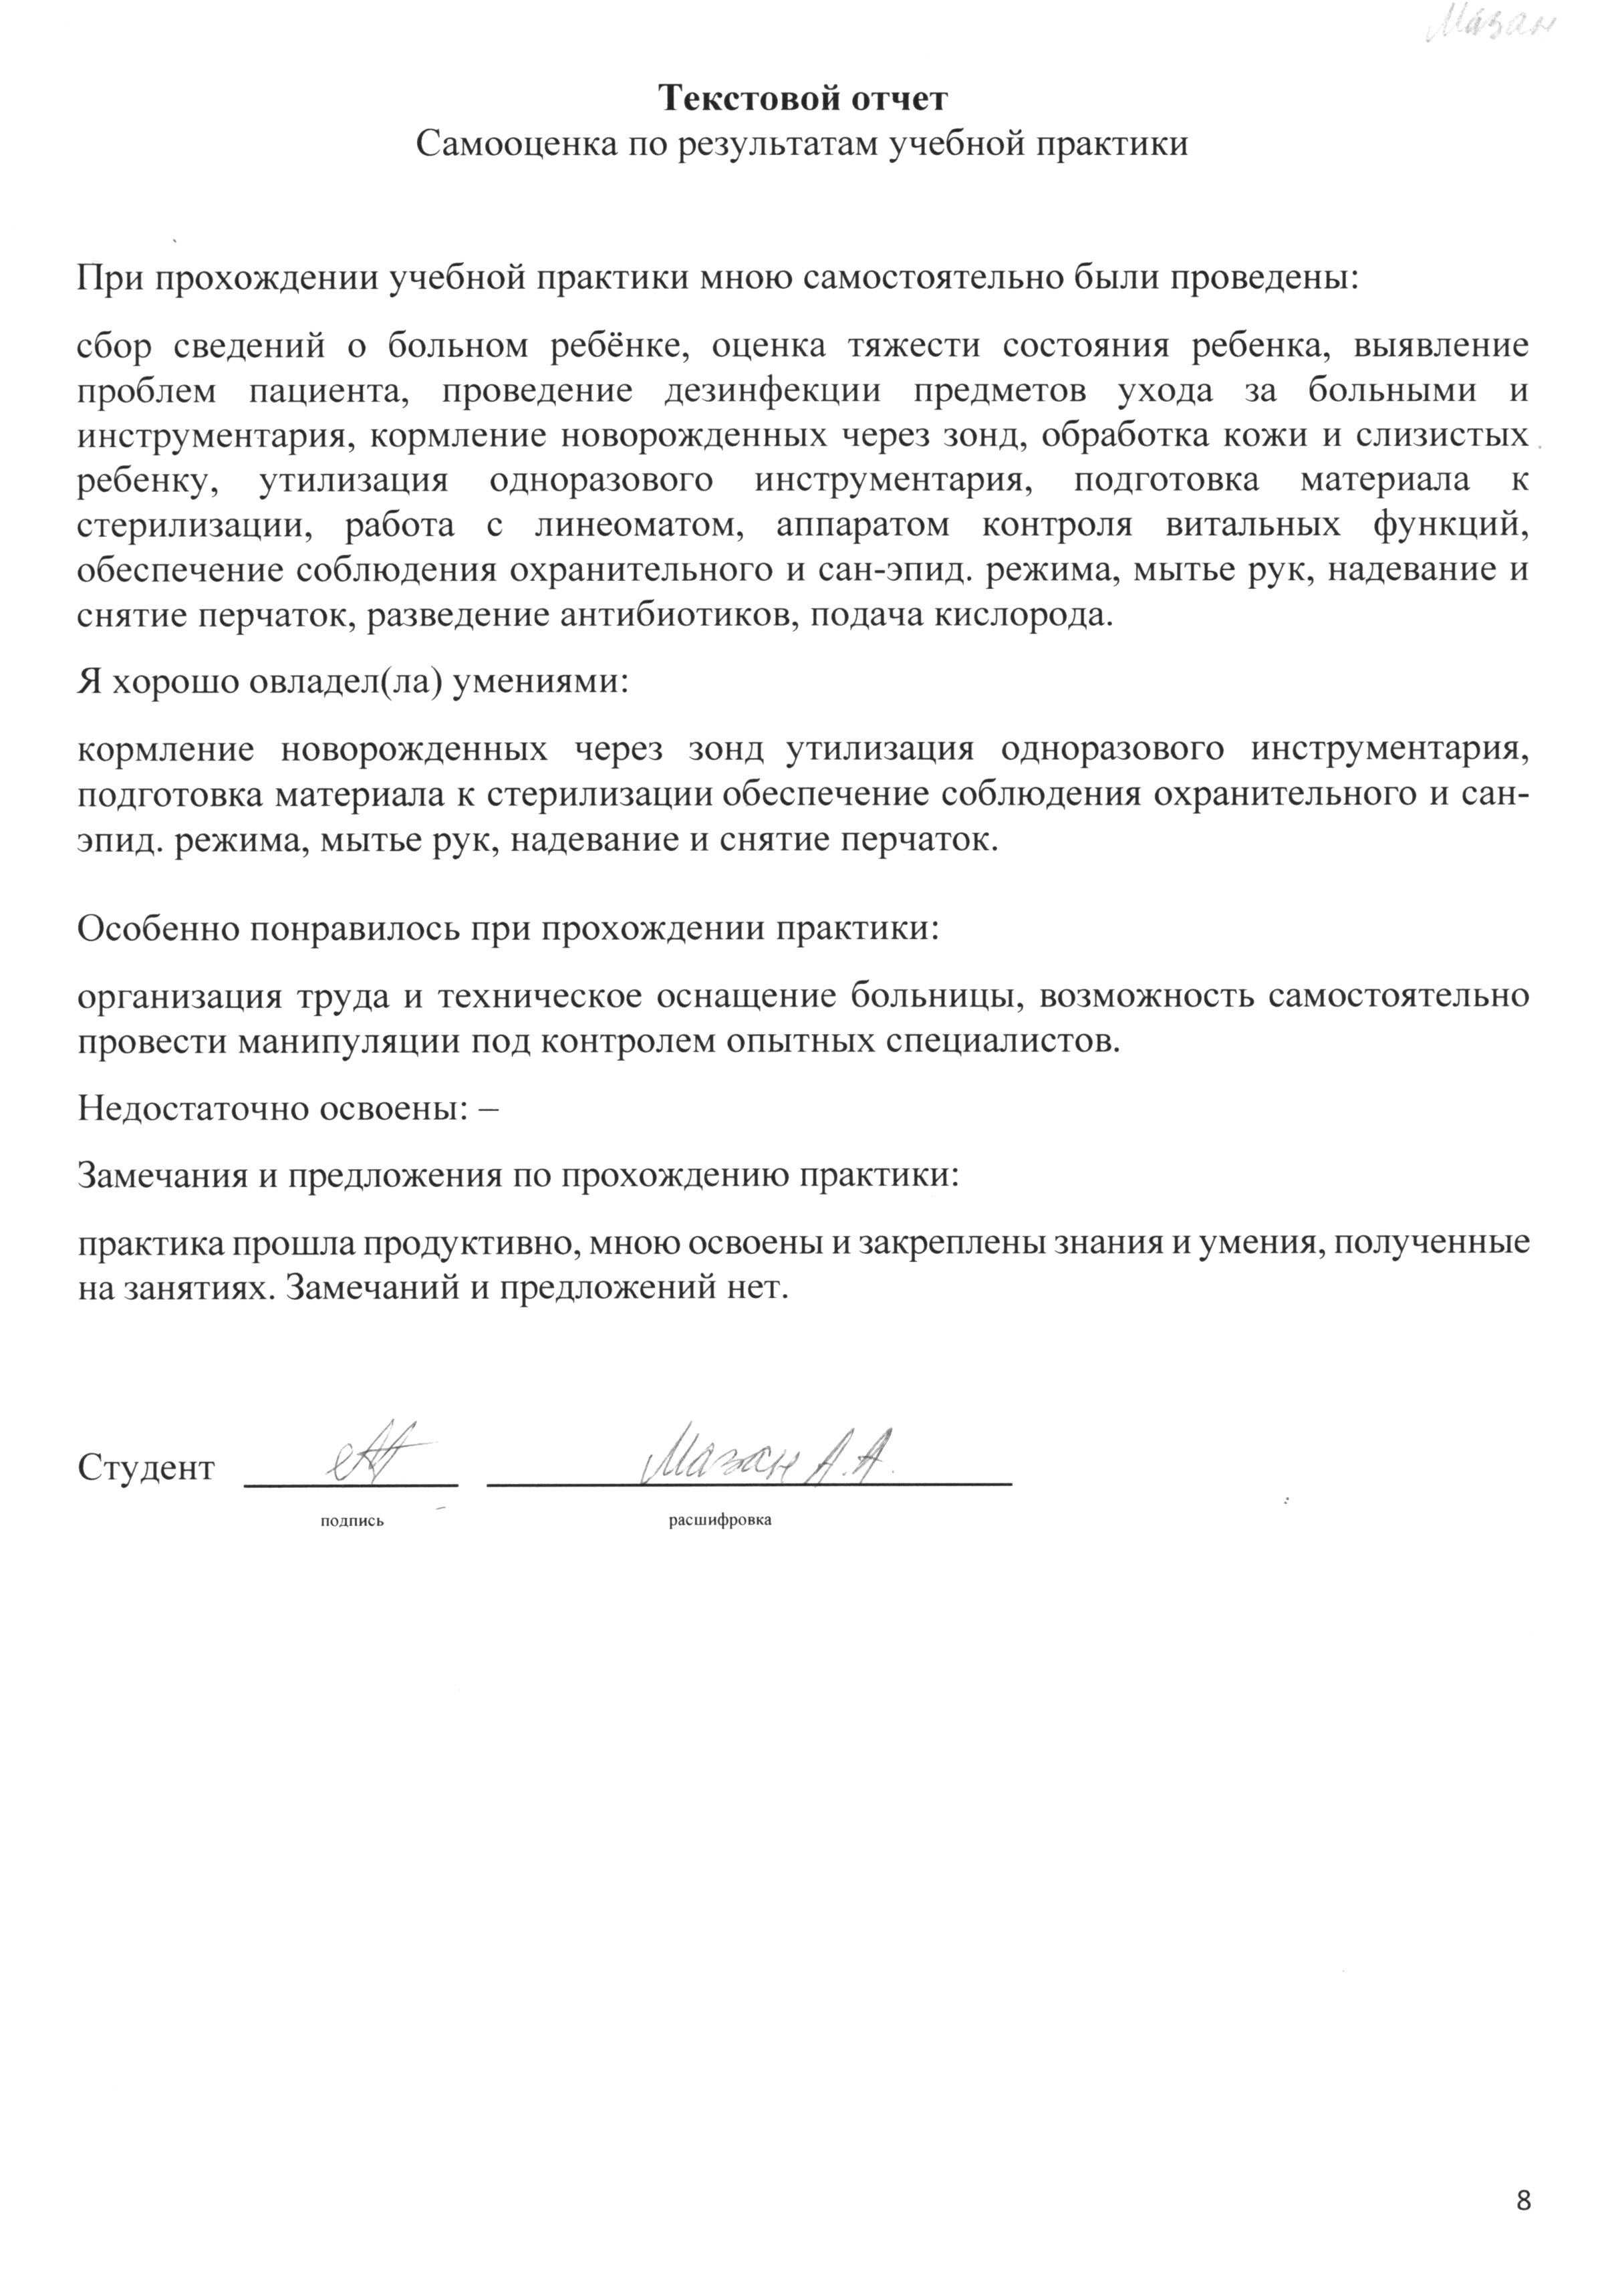 Мазан
Текстовой отчет
Самооценка по результатам учебной практики
При прохождении учебной практики мною самостоятельно были проведены:
сбор сведений о больном ребёнке, оценка тяжести состояния ребенка, выявление
проблем пациента, проведение дезинфекции предметов ухода за больными и
инструментария, кормление новорожденных через зонд, обработка кожи и слизистых
ребенку, утилизация одноразового инструментария, подготовка материала к
стерилизации, работа с линеоматом, аппаратом контроля витальных функций,
обеспечение соблюдения охранительного и сан-эпид. режима, мытье рук, надевание и
снятие перчаток, разведение антибиотиков, подача кислорода.
Я хорошо овладел(ла) умениями:
кормление новорожденных через зонд утилизация одноразового инструментария,
подготовка материала к стерилизации обеспечение соблюдения охранительного и сан-
эпид. режима, мытье рук, надевание и снятие перчаток.
Особенно понравилось при прохождении практики:
организация труда и техническое оснащение больницы, возможность самостоятельно
провести манипуляции под контролем опытных специалистов.
Недостаточно освоены: –
Замечания и предложения по прохождению практики:
практика прошла продуктивно, мною освоены и закреплены знания и умения, полученные
на занятиях. Замечаний и предложений нет.
Студент Мазан А.А.
подпись расшифровка
8